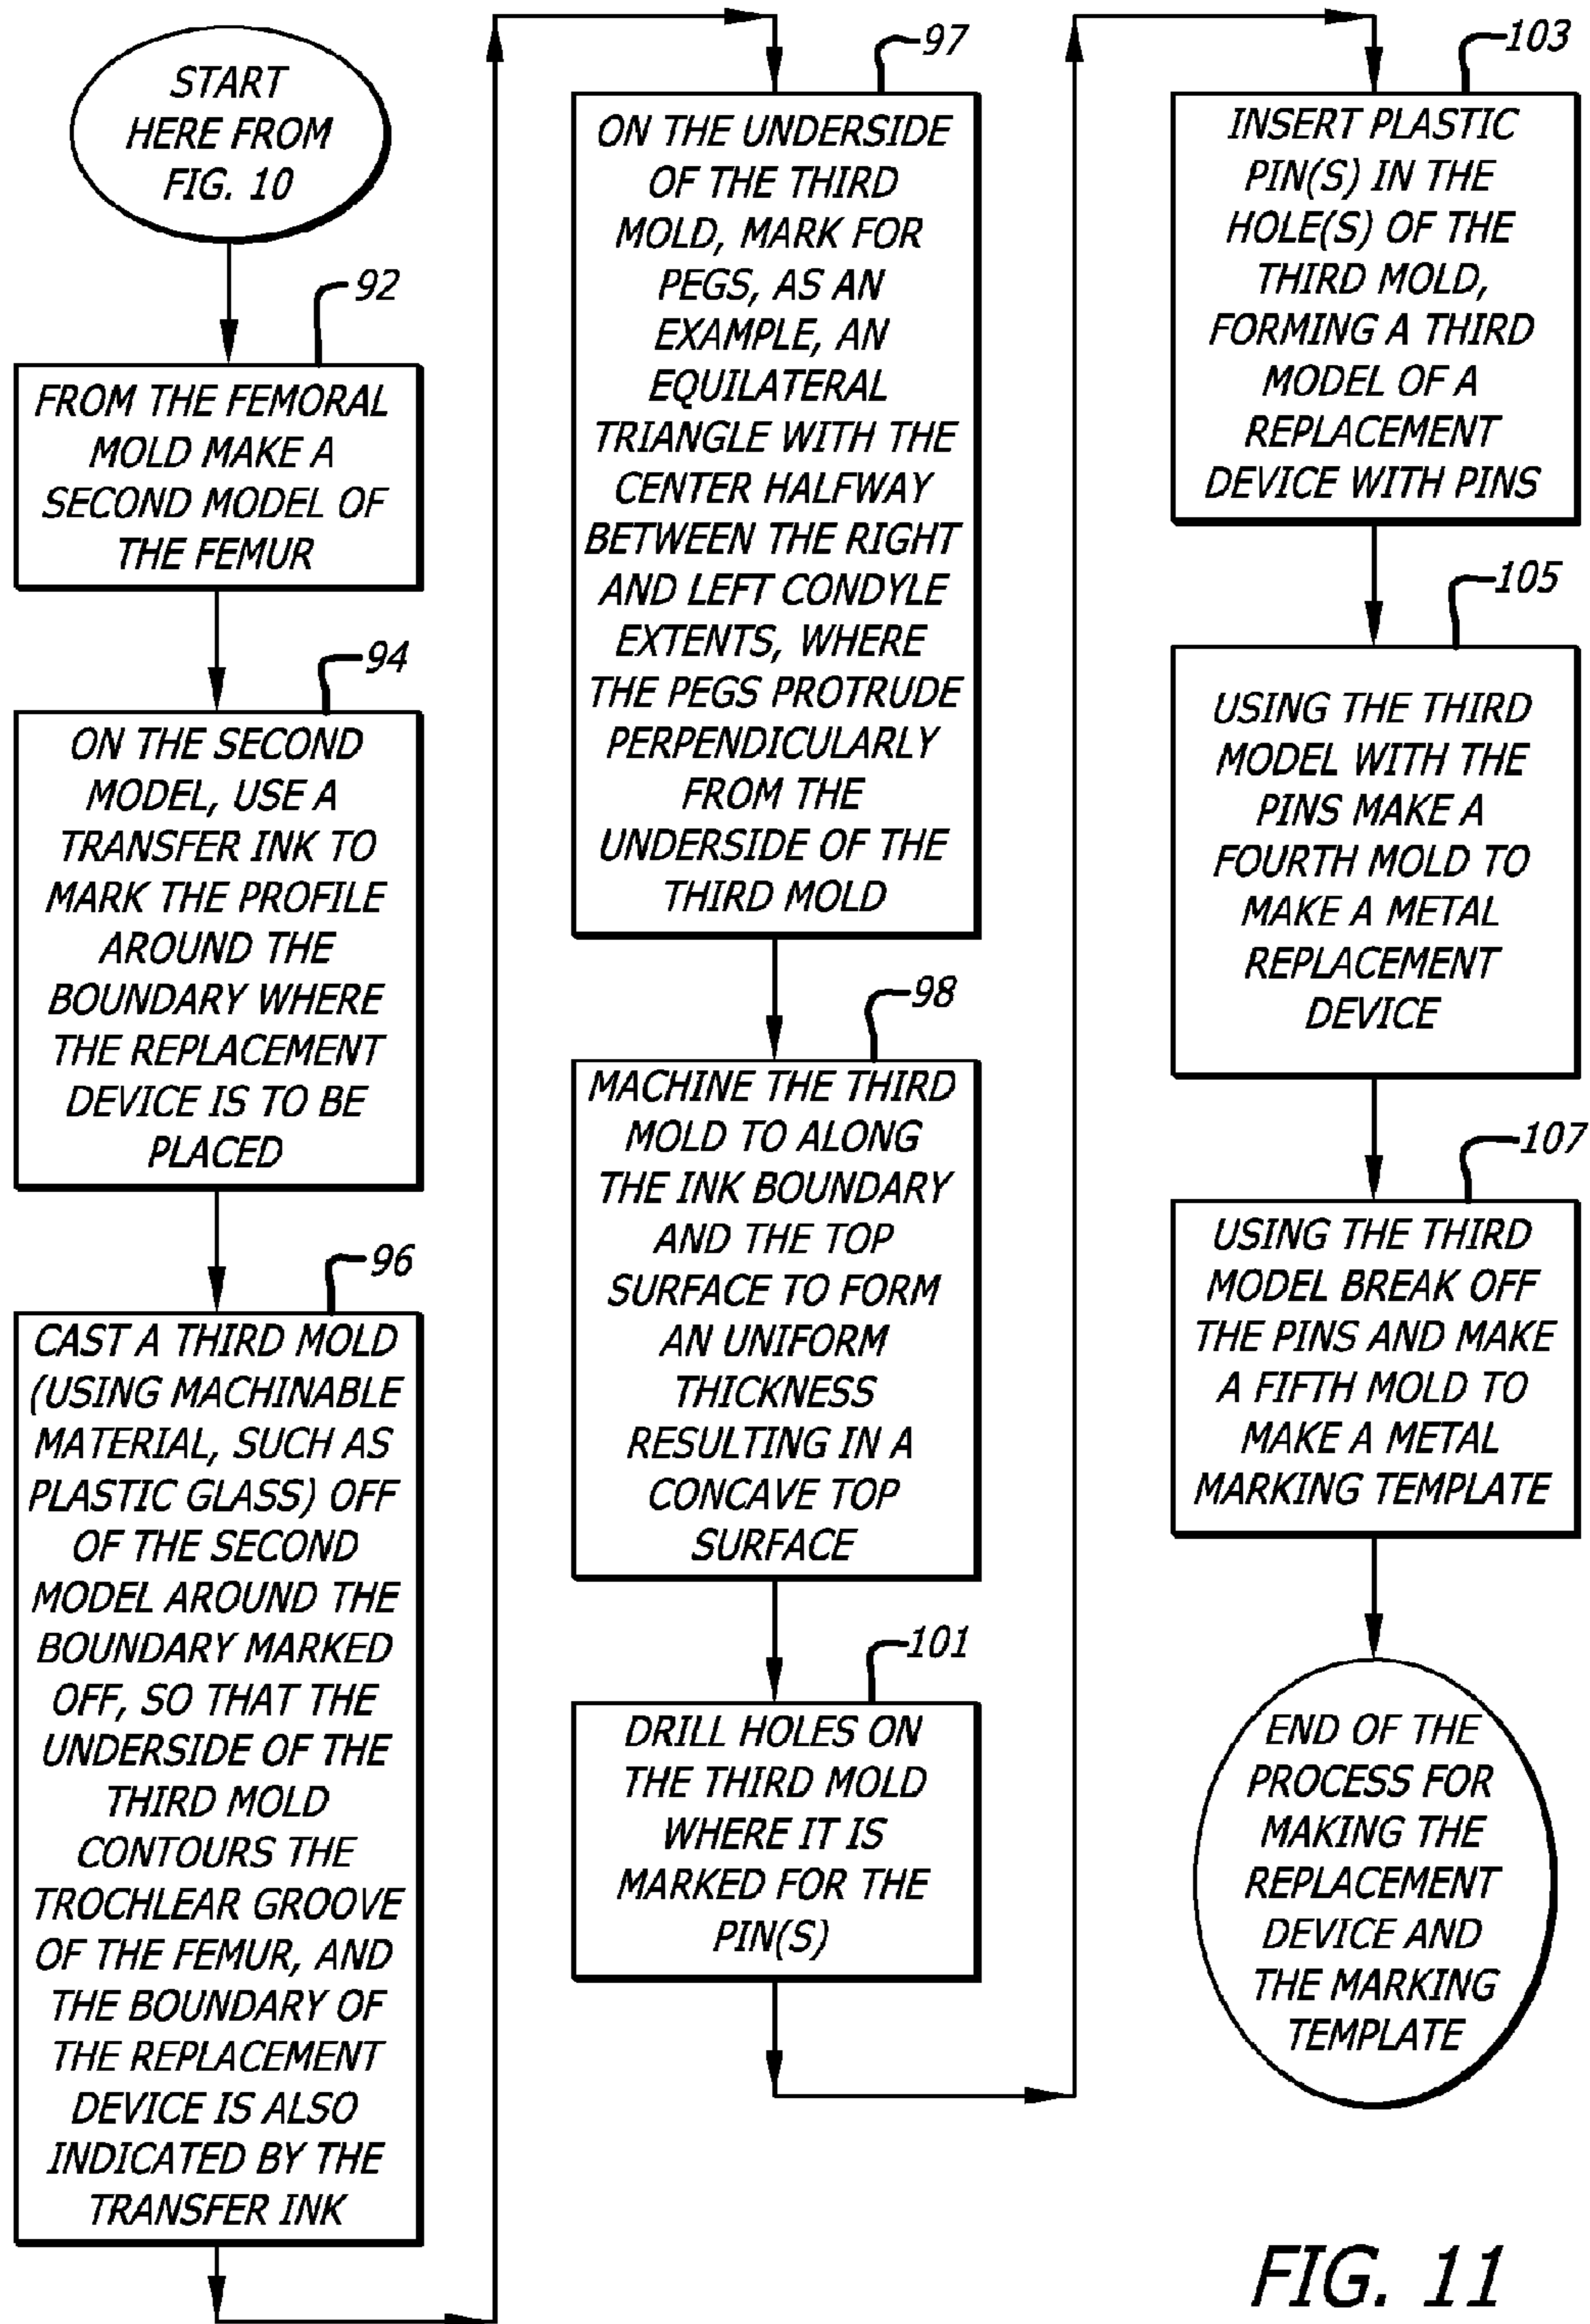 START
HERE FROM
FIG. 10
92
FROM THE FEMORAL
MOLD MAKE A
SECOND MODEL OF
THE FEMUR
94
ON THE SECOND
MODEL, USE A
TRANSFER INK TO
MARK THE PROFILE
AROUND THE
BOUNDARY WHERE
THE REPLACEMENT
DEVICE IS TO BE
PLACED
96
CAST A THIRD MOLD
(USING MACHINABLE
MATERIAL, SUCH AS
PLASTIC GLASS) OFF
OF THE SECOND
MODEL AROUND THE
BOUNDARY MARKED
OFF, SO THAT THE
UNDERSIDE OF THE
THIRD MOLD
CONTOURS THE
TROCHLEAR GROOVE
OF THE FEMUR, AND
THE BOUNDARY OF
THE REPLACEMENT
DEVICE IS ALSO
INDICATED BY THE
TRANSFER INK
97
ON THE UNDERSIDE
OF THE THIRD
MOLD, MARK FOR
PEGS, AS AN
EXAMPLE, AN
EQUILATERAL
TRIANGLE WITH THE
CENTER HALFWAY
BETWEEN THE RIGHT
AND LEFT CONDYLE
EXTENTS, WHERE
THE PEGS PROTRUDE
PERPENDICULARLY
FROM THE
UNDERSIDE OF THE
THIRD MOLD
98
MACHINE THE THIRD
MOLD TO ALONG
THE INK BOUNDARY
AND THE TOP
SURFACE TO FORM
AN UNIFORM
THICKNESS
RESULTING IN A
CONCAVE TOP
SURFACE
101
DRILL HOLES ON
THE THIRD MOLD
WHERE IT IS
MARKED FOR THE
PIN(S)
103
INSERT PLASTIC
PIN(S) IN THE
HOLE(S) OF THE
THIRD MOLD,
FORMING A THIRD
MODEL OF A
REPLACEMENT
DEVICE WITH PINS
105
USING THE THIRD
MODEL WITH THE
PINS MAKE A
FOURTH MOLD TO
MAKE A METAL
REPLACEMENT
DEVICE
107
USING THE THIRD
MODEL BREAK OFF
THE PINS AND MAKE
A FIFTH MOLD TO
MAKE A METAL
MARKING TEMPLATE
END OF THE
PROCESS FOR
MAKING THE
REPLACEMENT
DEVICE AND
THE MARKING
TEMPLATE
FIG. 11